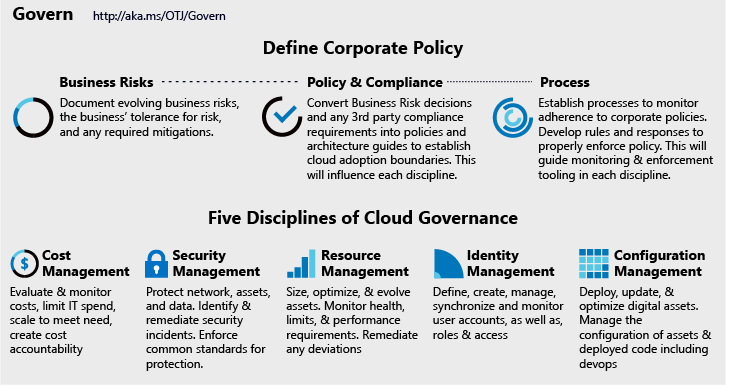 Govern http://aka.ms/OTJ/Govern
Define Corporate Policy
Business Risks
Document evolving business risks,
the business' tolerance for risk,
and any required mitigations.
Policy & Compliance
Convert Business Risk decisions
and any 3rd party compliance
requirements into policies and
architecture guides to establish
cloud adoption boundaries. This
will influence each discipline.
Process
Establish processes to monitor
adherence to corporate policies.
Develop rules and responses to
properly enforce policy. This will
guide monitoring & enforcement
tooling in each discipline.
Five Disciplines of Cloud Governance
$
Cost
Management
Evaluate & monitor
costs, limit IT spend,
scale to meet need,
create cost
accountability
Security
Management
Protect network, assets,
and data. Identify &
remediate security
incidents. Enforce
common standards for
protection.
Resource
Management
Size, optimize, & evolve
assets. Monitor health,
limits, & performance
requirements. Remediate
any deviations
Identity
Management
Define, create, manage,
synchronize and monitor
user accounts, as well as,
roles & access
Configuration
Management
Deploy, update, &
optimize digital assets.
Manage the
configuration of assets &
deployed code including
devops